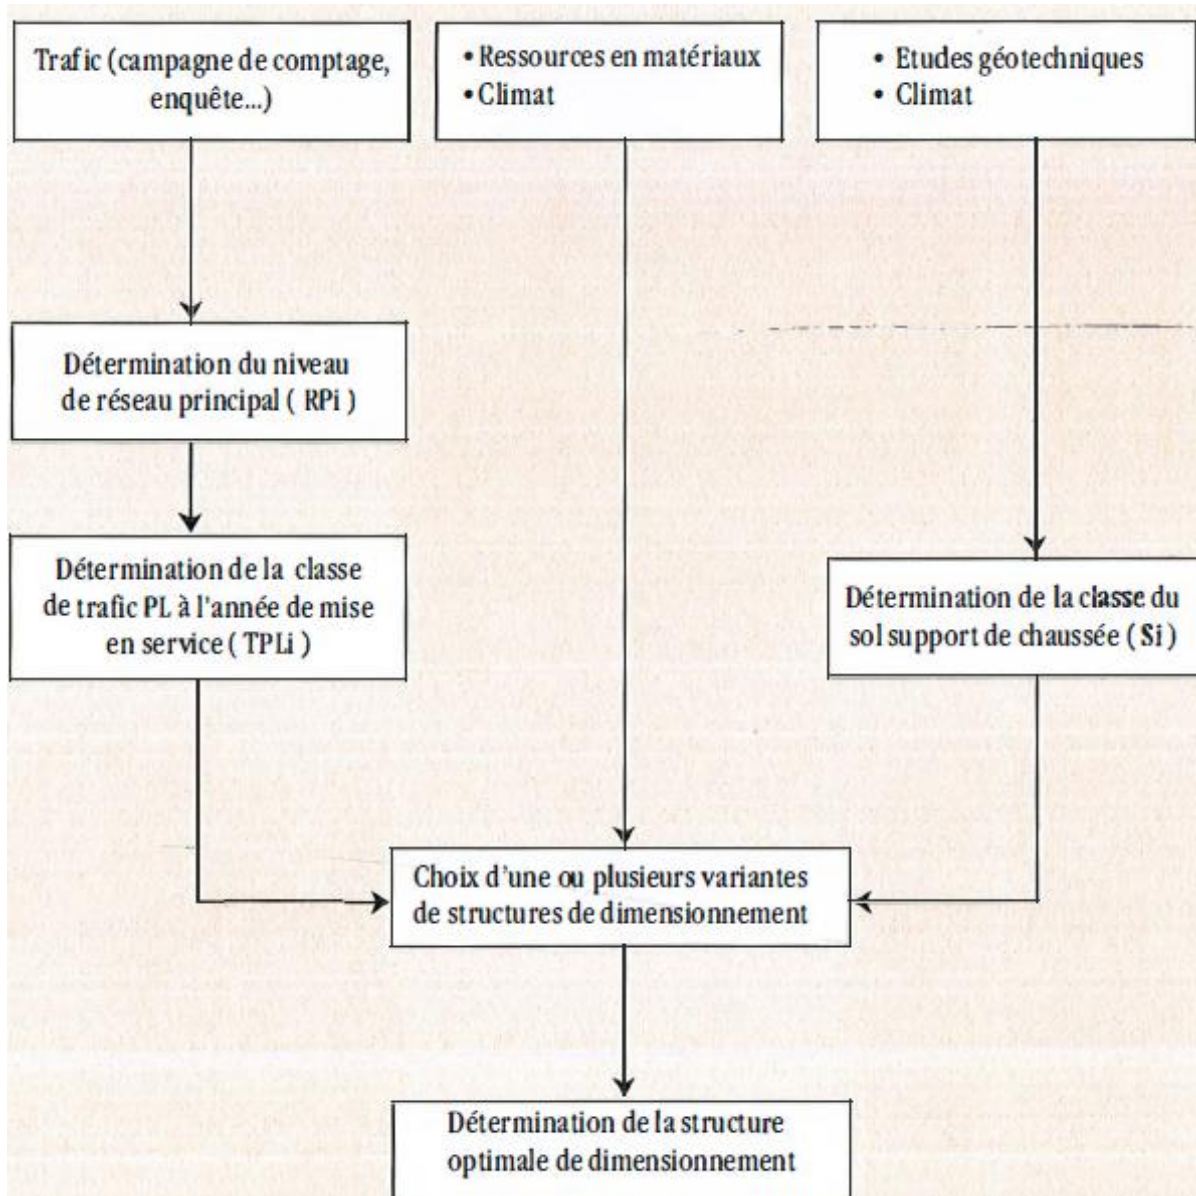 Trafic (campagne de comptage,
enquête...)
• Ressources en matériaux
• Climat
• Etudes géotechniques
• Climat
Détermination du niveau
de réseau principal ( RPi )
Détermination de la classe
de trafic PL à l'année de mise
en service ( TPLi )
Détermination de la classe du
sol support de chaussée ( Si )
Choix d'une ou plusieurs variantes
de structures de dimensionnement
Détermination de la structure
optimale de dimensionnement